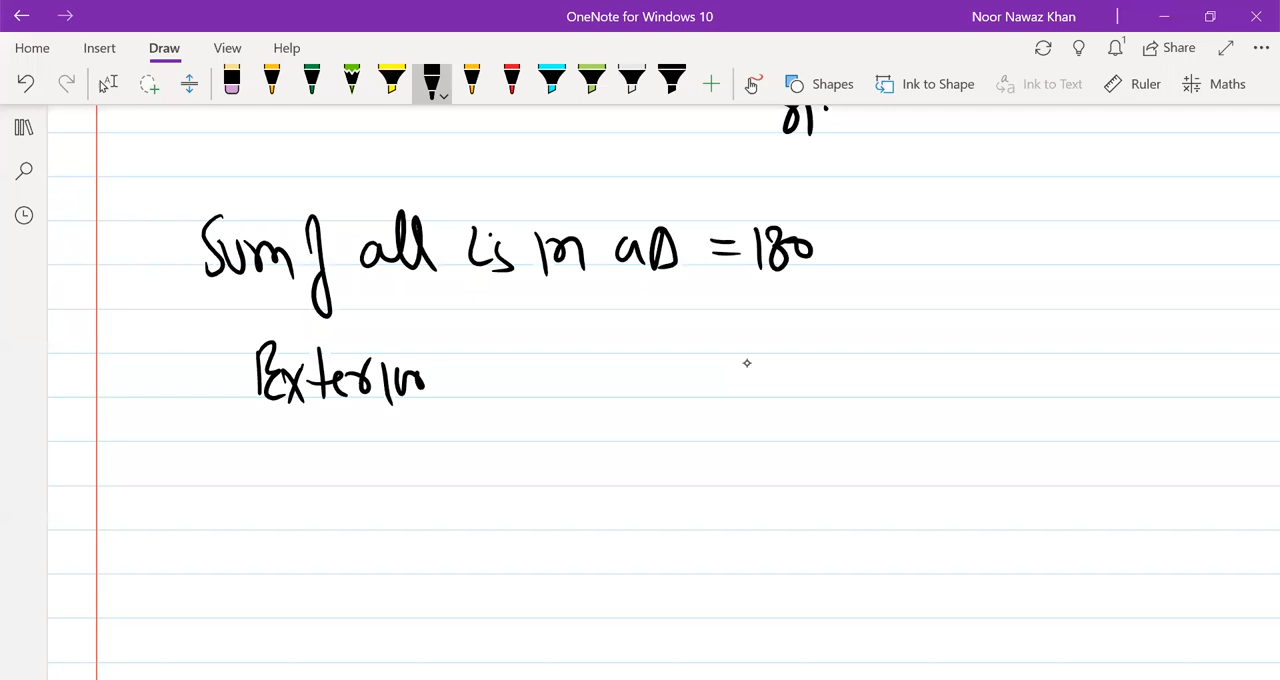 OneNote for Windows 10
Noor Nawaz Khan
Home Insert Draw View Help
1 Share
Shapes Ink to Shape Ink to Text Ruler Maths
Sum of all ∠'s in a Δ = 180
Exterior